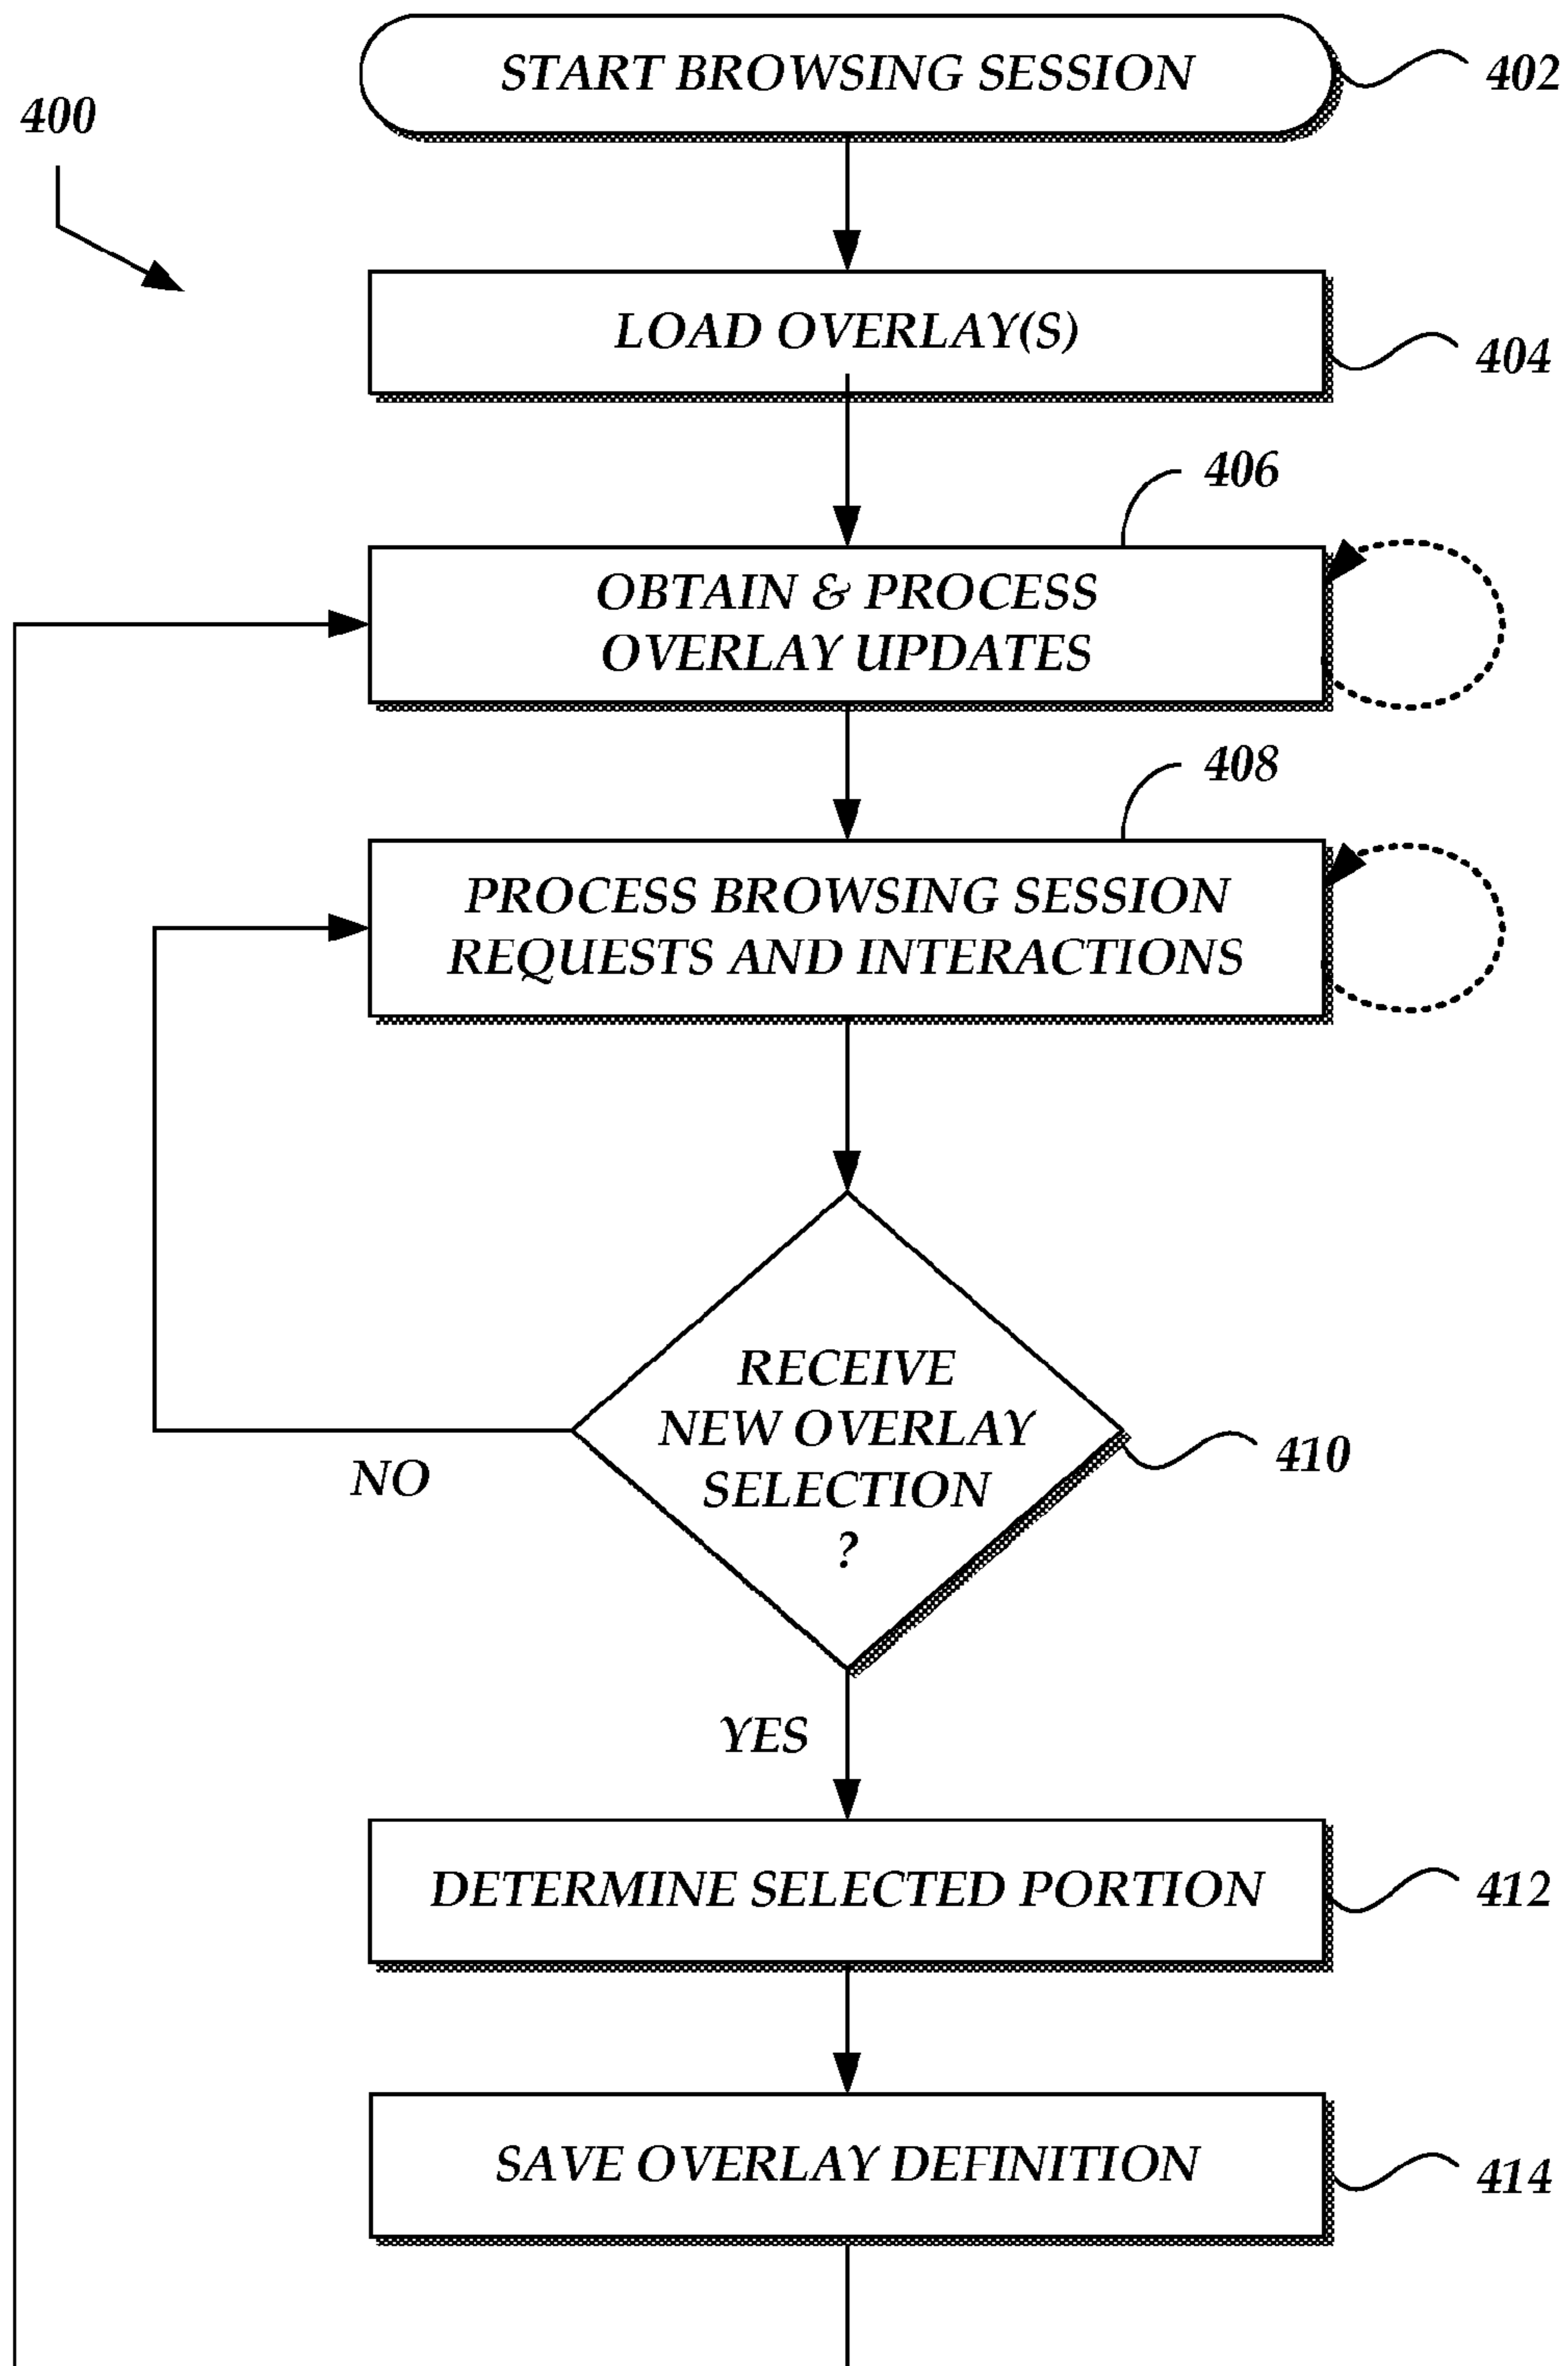 START BROWSING SESSION
402
400
LOAD OVERLAY(S)
404
406
OBTAIN & PROCESS
OVERLAY UPDATES
408
PROCESS BROWSING SESSION
REQUESTS AND INTERACTIONS
RECEIVE
NEW OVERLAY
SELECTION
?
410
NO
YES
DETERMINE SELECTED PORTION
412
SAVE OVERLAY DEFINITION
414